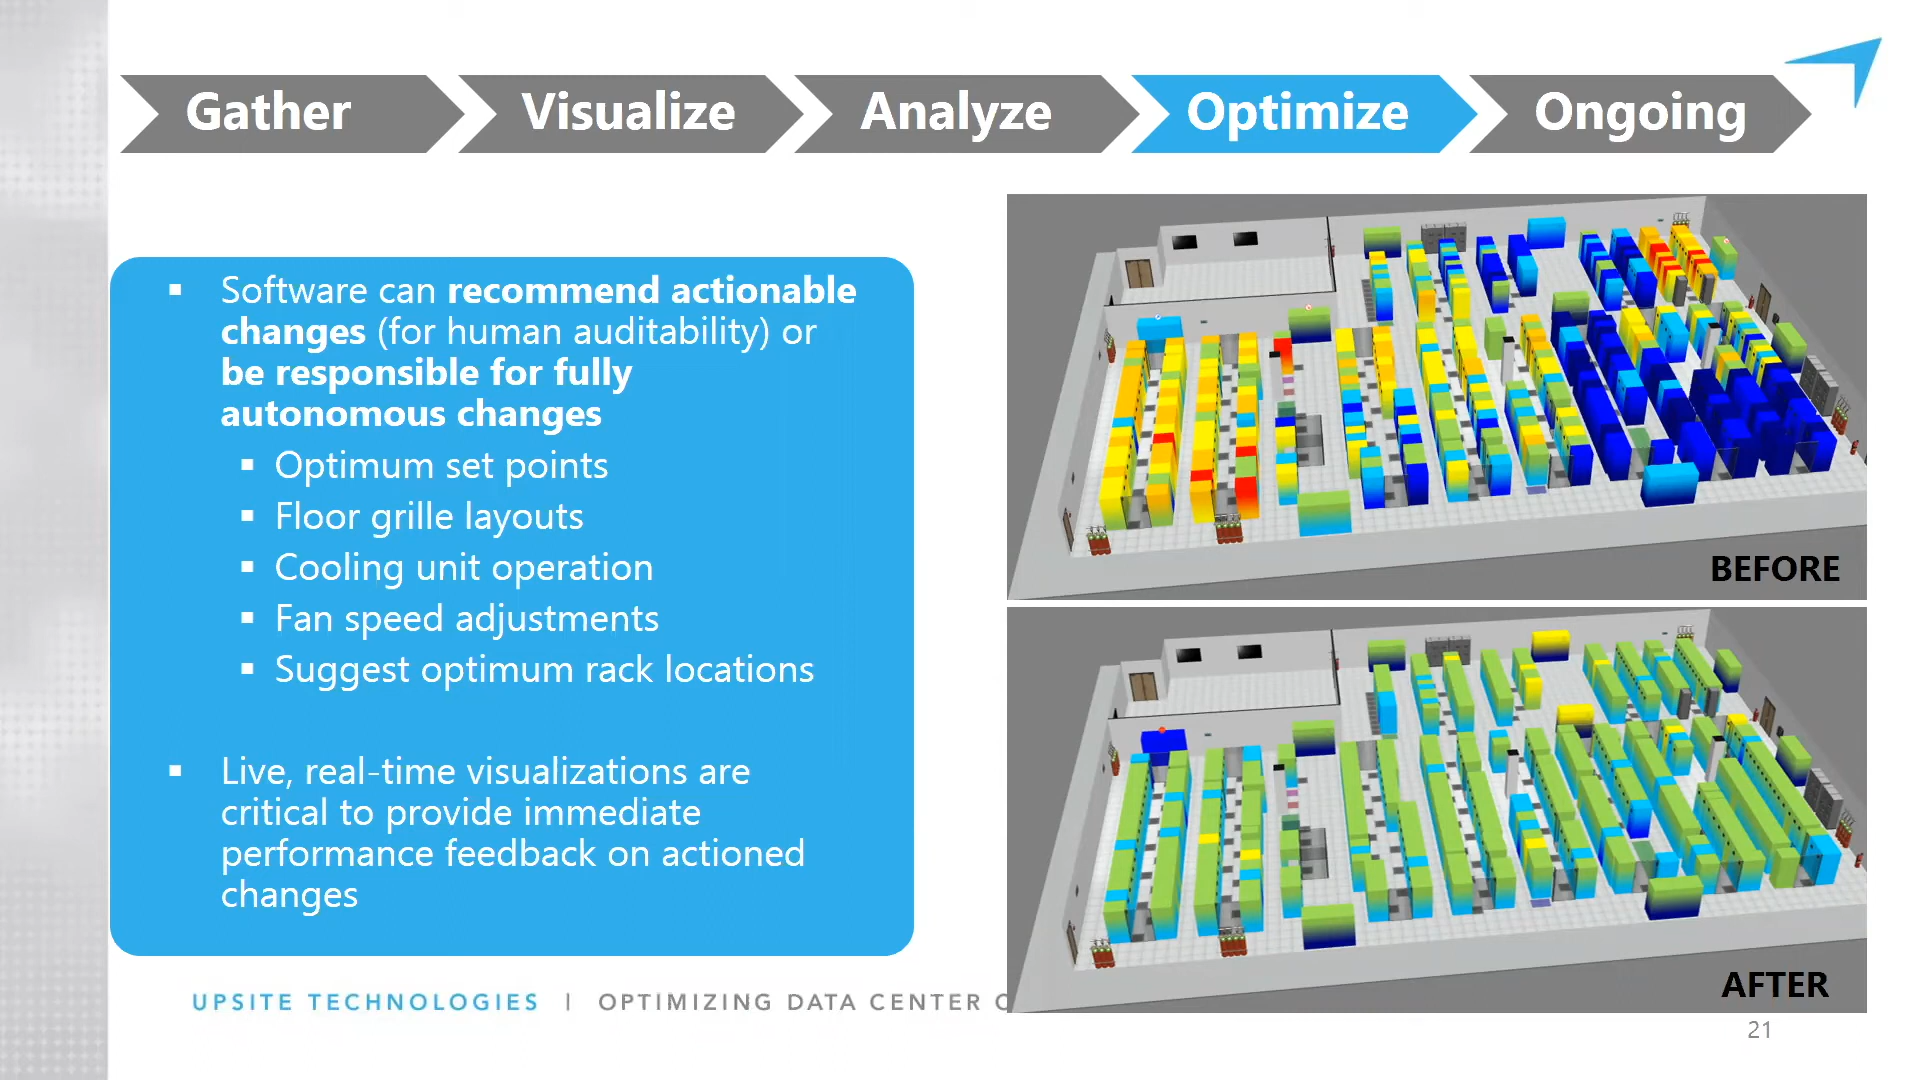 Gather Visualize Analyze Optimize Ongoing
▪ Software can recommend actionable
changes (for human auditability) or
be responsible for fully
autonomous changes
▪ Optimum set points
▪ Floor grille layouts
▪ Cooling unit operation
▪ Fan speed adjustments
▪ Suggest optimum rack locations
▪ Live, real-time visualizations are
critical to provide immediate
performance feedback on actioned
changes
BEFORE
AFTER
UPSITE TECHNOLOGIES | OPTIMIZING DATA CENTER
21